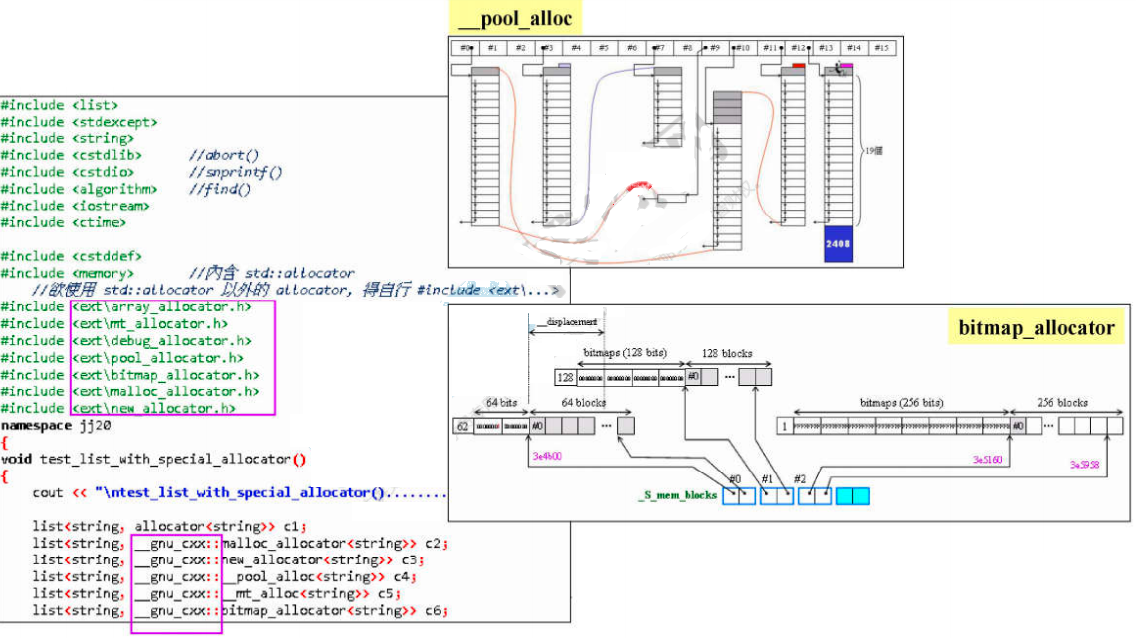 __pool_alloc
#0 #1 #2 #3 #4 #5 #6 #7 #8 #9 #10 #11 #12 #13 #14 #15
19個
2408
#include <list>
#include <stdexcept>
#include <string>
#include <cstdlib> //abort()
#include <cstdio> //snprintf()
#include <algorithm> //find()
#include <iostream>
#include <ctime>
#include <cstddef>
#include <memory> //內含 std::allocator
//欲使用 std::allocator 以外的 allocator, 得自行 #include <ext\...>
#include <ext\array_allocator.h>
#include <ext\mt_allocator.h>
#include <ext\debug_allocator.h>
#include <ext\pool_allocator.h>
#include <ext\bitmap_allocator.h>
#include <ext\malloc_allocator.h>
#include <ext\new_allocator.h>
namespace jj20
{
void test_list_with_special_allocator()
{
cout << "\ntest_list_with_special_allocator()........
list<string, allocator<string>> c1;
list<string, __gnu_cxx::malloc_allocator<string>> c2;
list<string, __gnu_cxx::new_allocator<string>> c3;
list<string, __gnu_cxx::__pool_alloc<string>> c4;
list<string, __gnu_cxx::__mt_alloc<string>> c5;
list<string, __gnu_cxx::bitmap_allocator<string>> c6;
bitmap_allocator
__displacement
bitmaps (128 bits) 128 blocks
128 #0 ...
64 bits 64 blocks
62 #0 ...
bitmaps (256 bits) 256 blocks
1 #0 ...
3e4b00
3e5160
3e5958
#0 #1 #2
_S_mem_blocks